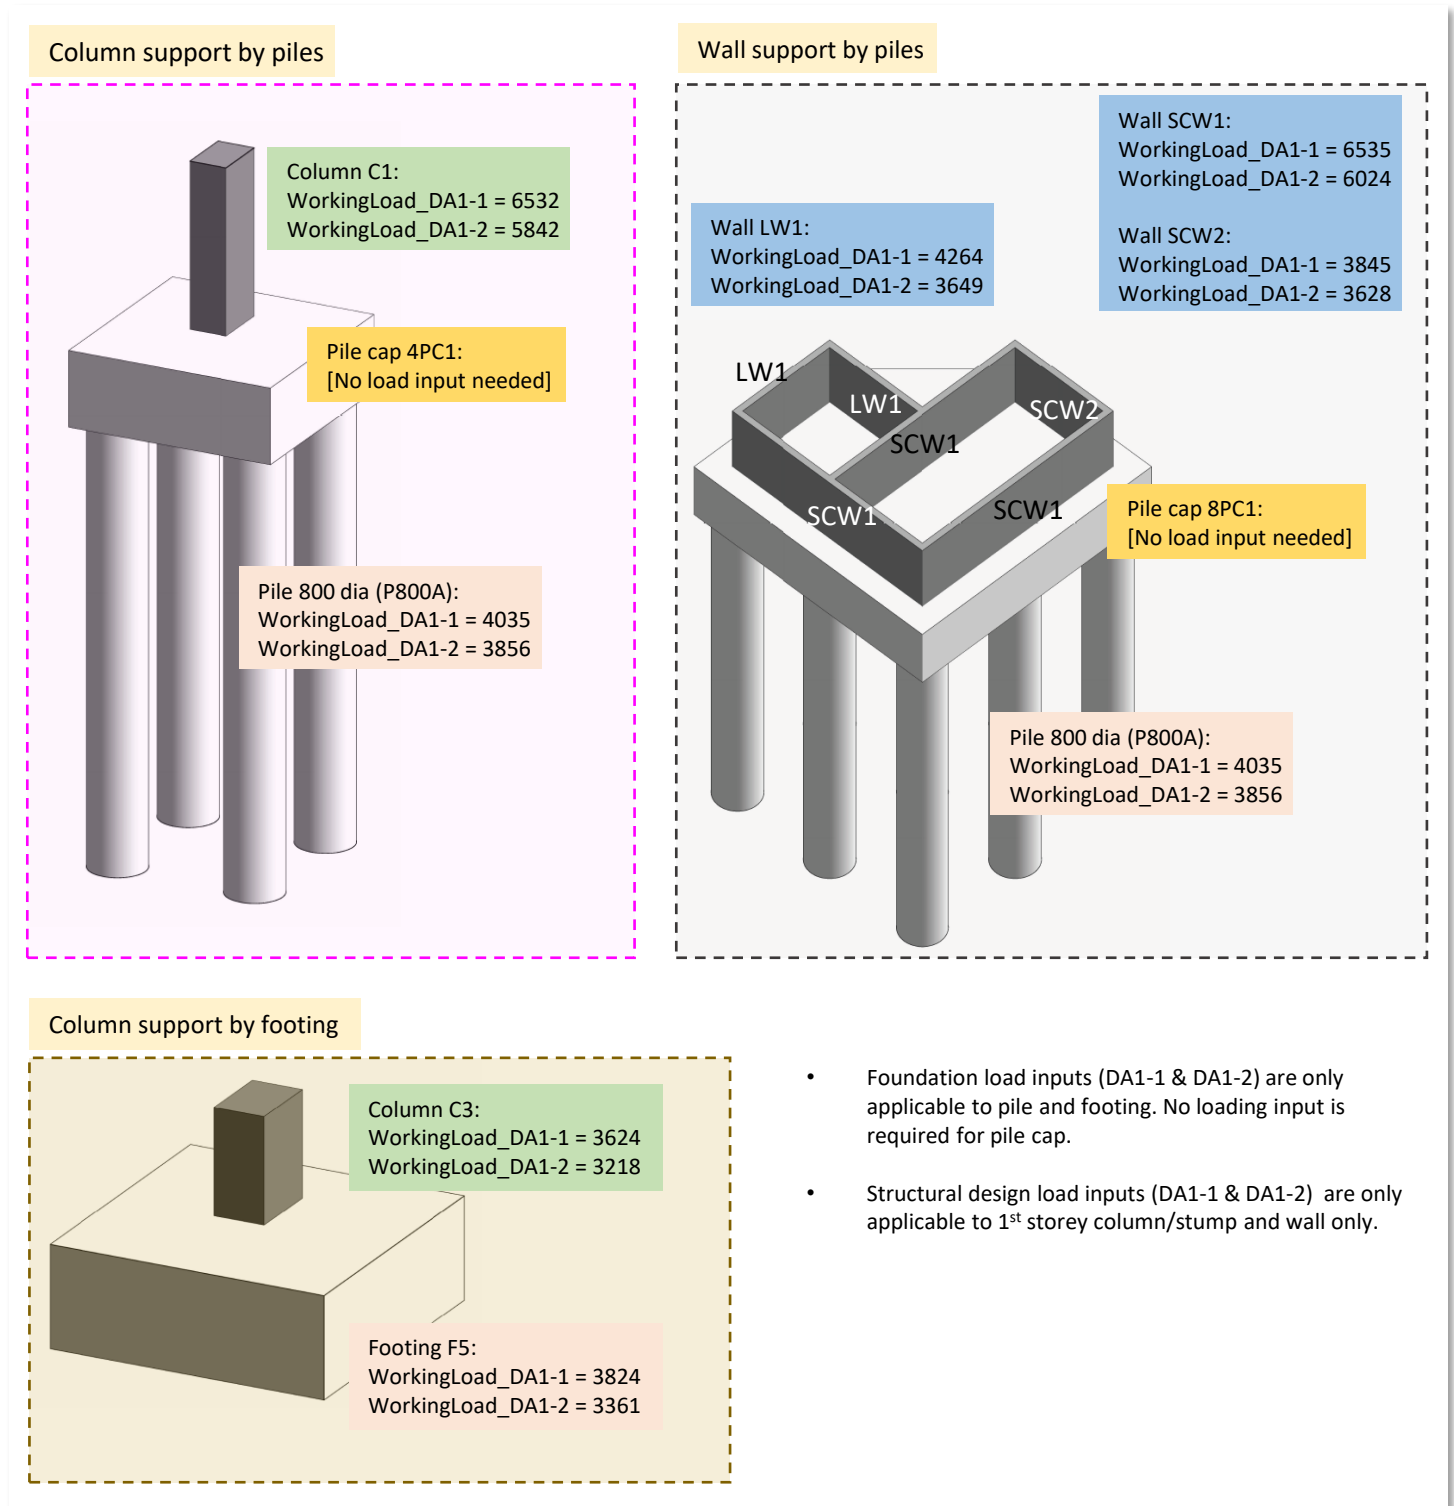 Column support by piles
Column C1:
WorkingLoad_DA1-1 = 6532
WorkingLoad_DA1-2 = 5842
Pile cap 4PC1:
[No load input needed]
Pile 800 dia (P800A):
WorkingLoad_DA1-1 = 4035
WorkingLoad_DA1-2 = 3856
Wall support by piles
Wall SCW1:
WorkingLoad_DA1-1 = 6535
WorkingLoad_DA1-2 = 6024
Wall SCW2:
WorkingLoad_DA1-1 = 3845
WorkingLoad_DA1-2 = 3628
Wall LW1:
WorkingLoad_DA1-1 = 4264
WorkingLoad_DA1-2 = 3649
LW1
LW1
SCW2
SCW1
SCW1
SCW1
Pile cap 8PC1:
[No load input needed]
Pile 800 dia (P800A):
WorkingLoad_DA1-1 = 4035
WorkingLoad_DA1-2 = 3856
Column support by footing
Column C3:
WorkingLoad_DA1-1 = 3624
WorkingLoad_DA1-2 = 3218
Footing F5:
WorkingLoad_DA1-1 = 3824
WorkingLoad_DA1-2 = 3361
• Foundation load inputs (DA1-1 & DA1-2) are only
applicable to pile and footing. No loading input is
required for pile cap.
• Structural design load inputs (DA1-1 & DA1-2) are only
applicable to 1st storey column/stump and wall only.